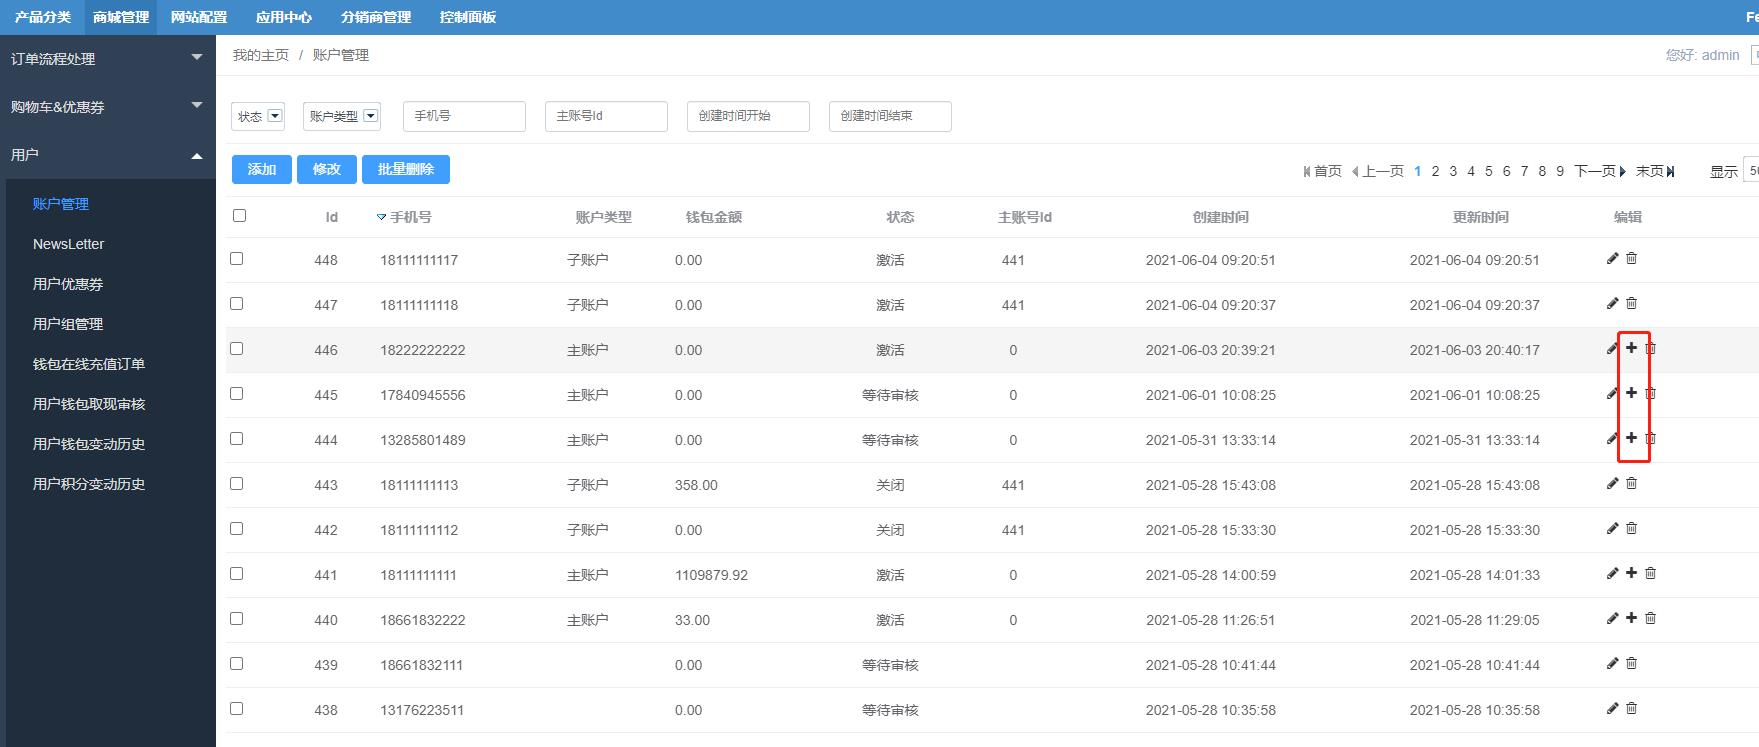 产品分类 商城管理 网站配置 应用中心 分销商管理 控制面板
订单流程处理
购物车&优惠券
用户
账户管理
NewsLetter
用户优惠券
用户组管理
钱包在线充值订单
用户钱包取现审核
用户钱包变动历史
用户积分变动历史
我的主页 / 账户管理 您好: admin
状态 账户类型 手机号 主账号Id 创建时间开始 创建时间结束
添加 修改 批量删除 首页 上一页 1 2 3 4 5 6 7 8 9 下一页 末页 显示
Id 手机号 账户类型 钱包金额 状态 主账号Id 创建时间 更新时间 编辑
448 18111111117 子账户 0.00 激活 441 2021-06-04 09:20:51 2021-06-04 09:20:51
447 18111111118 子账户 0.00 激活 441 2021-06-04 09:20:37 2021-06-04 09:20:37
446 18222222222 主账户 0.00 激活 0 2021-06-03 20:39:21 2021-06-03 20:40:17
445 17840945556 主账户 0.00 等待审核 0 2021-06-01 10:08:25 2021-06-01 10:08:25
444 13285801489 主账户 0.00 等待审核 0 2021-05-31 13:33:14 2021-05-31 13:33:14
443 18111111113 子账户 358.00 关闭 441 2021-05-28 15:43:08 2021-05-28 15:43:08
442 18111111112 子账户 0.00 关闭 441 2021-05-28 15:33:30 2021-05-28 15:33:30
441 18111111111 主账户 1109879.92 激活 0 2021-05-28 14:00:59 2021-05-28 14:01:33
440 18661832222 主账户 33.00 激活 0 2021-05-28 11:26:51 2021-05-28 11:29:05
439 18661832111 0.00 等待审核 2021-05-28 10:41:44 2021-05-28 10:41:44
438 13176223511 0.00 等待审核 2021-05-28 10:35:58 2021-05-28 10:35:58